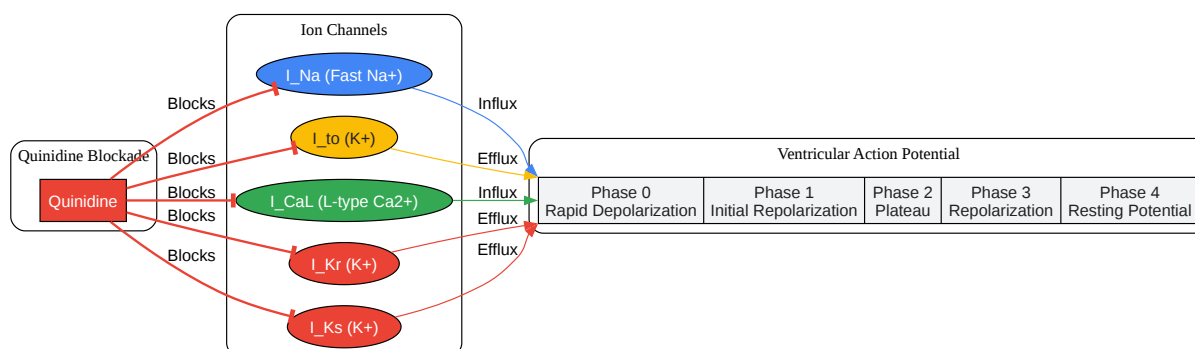 Ion Channels
I_Na (Fast Na+)
Blocks
Influx
I_to (K+)
Quinidine Blockade
Blocks
Efflux
Ventricular Action Potential
Quinidine
Blocks
I_CaL (L-type Ca2+)
Influx
Phase 0
Rapid Depolarization
Phase 1
Initial Repolarization
Phase 2
Plateau
Phase 3
Repolarization
Phase 4
Resting Potential
Blocks
Efflux
Blocks
I_Kr (K+)
Efflux
I_Ks (K+)